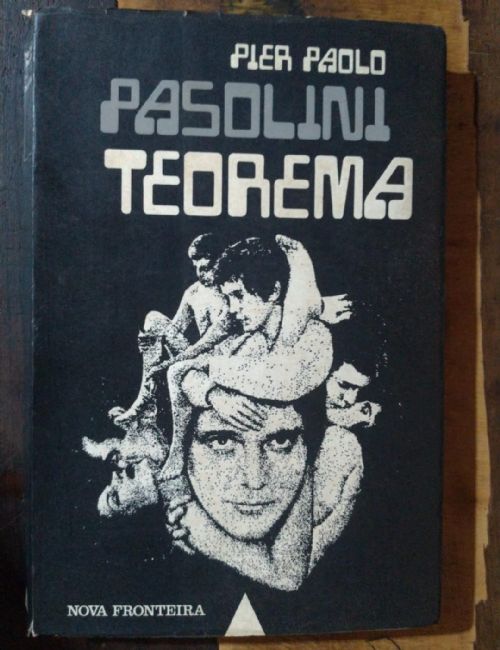 PIER PAOLO
PASOLINI
TEOREMA
NOVA FRONTEIRA